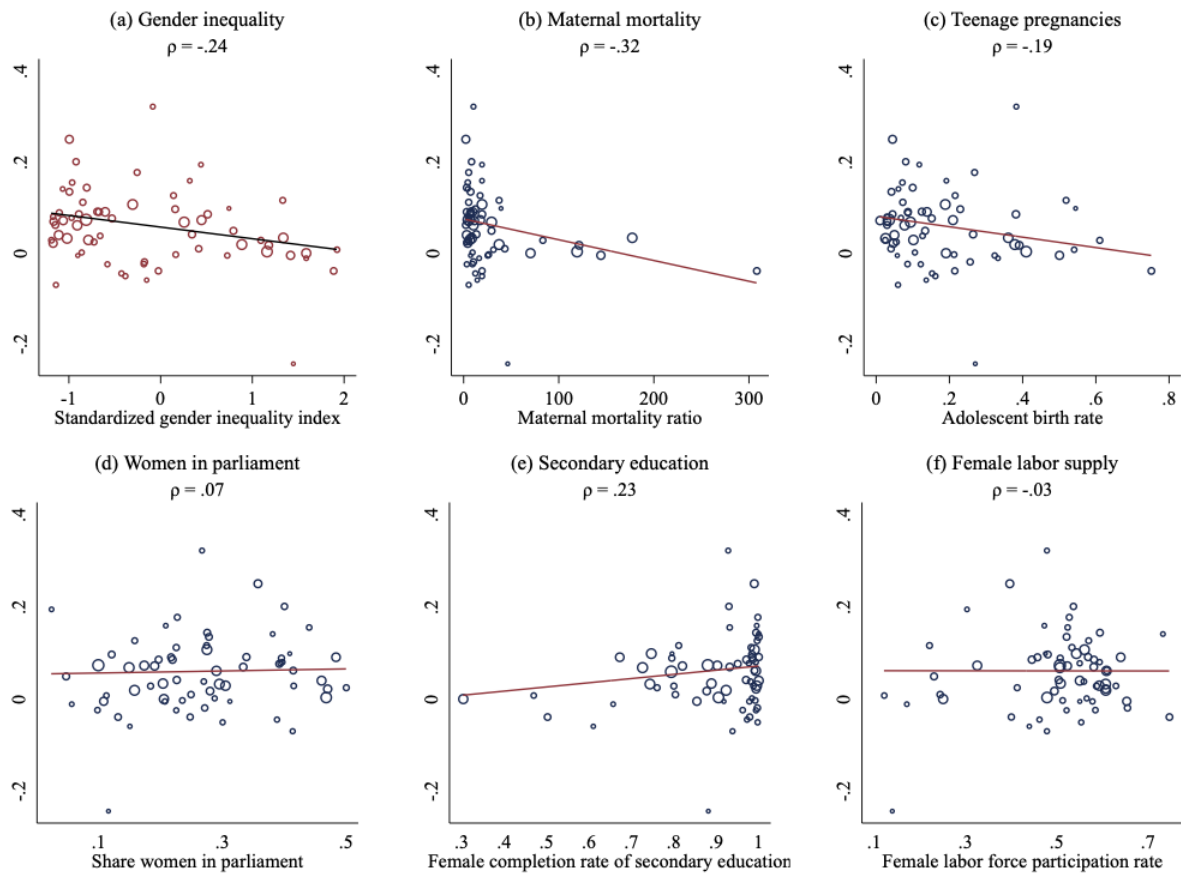 (a) Gender inequality
ρ = -.24
.4
.2
0
-.2
-1 0 1 2
Standardized gender inequality index
(b) Maternal mortality
ρ = -.32
.4
.2
0
-.2
0 100 200 300
Maternal mortality ratio
(c) Teenage pregnancies
ρ = -.19
.4
.2
0
-.2
0 .2 .4 .6 .8
Adolescent birth rate
(d) Women in parliament
ρ = .07
.4
.2
0
-.2
.1 .3 .5
Share women in parliament
(e) Secondary education
ρ = .23
.4
.2
0
-.2
.3 .4 .5 .6 .7 .8 .9 1
Female completion rate of secondary education
(f) Female labor supply
ρ = -.03
.4
.2
0
-.2
.1 .3 .5 .7
Female labor force participation rate